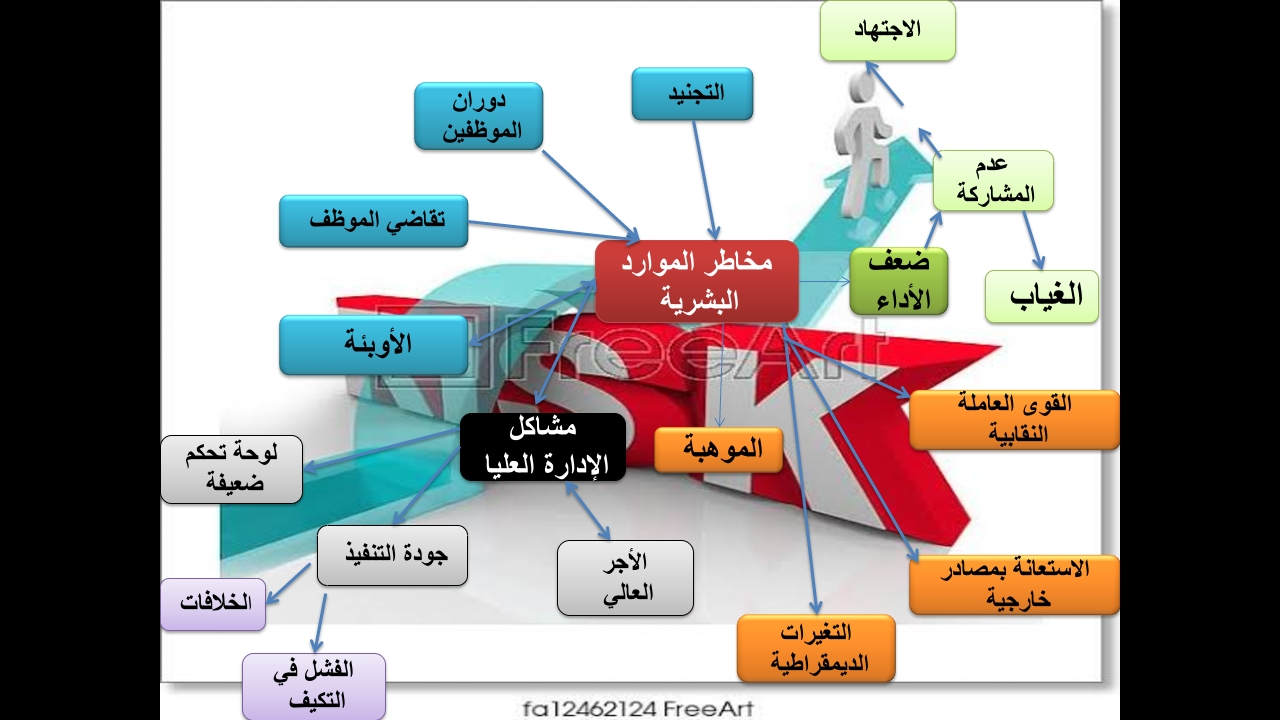 الاجتهاد
التجنيد
دوران
الموظفين
عدم
المشاركة
تقاضي الموظف
مخاطر الموارد
البشرية
ضعف
الأداء
الغياب
الأوبئة
FreeArt
RISK
القوى العاملة
النقابية
مشاكل
الإدارة العليا
الموهبة
لوحة تحكم
ضعيفة
جودة التنفيذ
الأجر
العالي
الاستعانة بمصادر
خارجية
الخلافات
التغيرات
الديمقراطية
الفشل في
التكيف
fa12462124 FreeArt